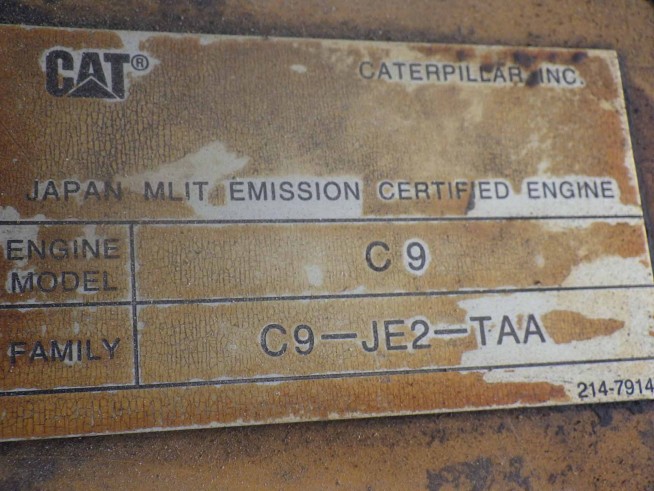 CAT® CATERPILLAR INC.
JAPAN MLIT EMISSION CERTIFIED ENGINE
ENGINE MODEL C9
FAMILY C9-JE2-TAA
214-7914